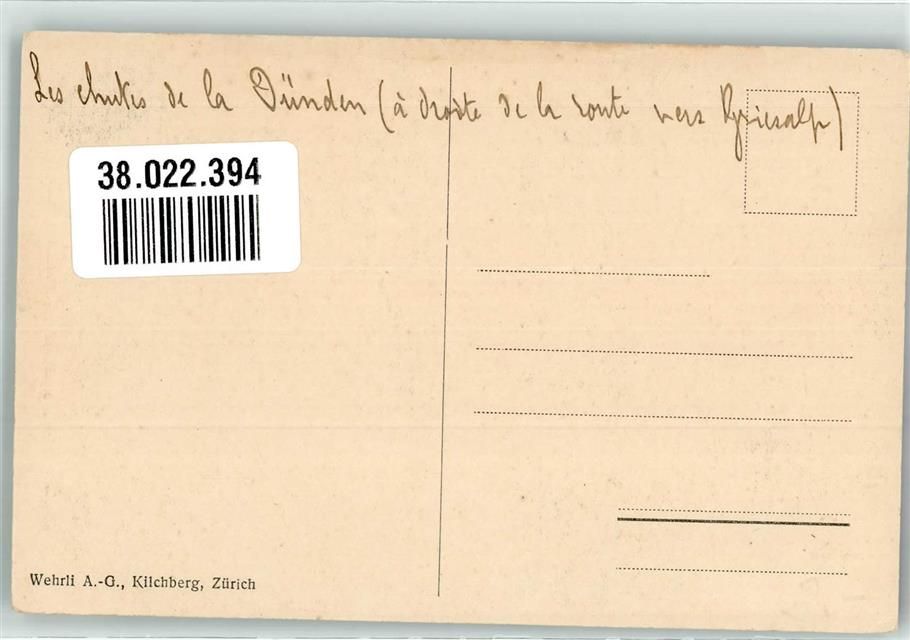 Les chutes de la Dünden (à droite de la route vers Griesalp)
38.022.394
Wehrli A.-G., Kilchberg, Zürich